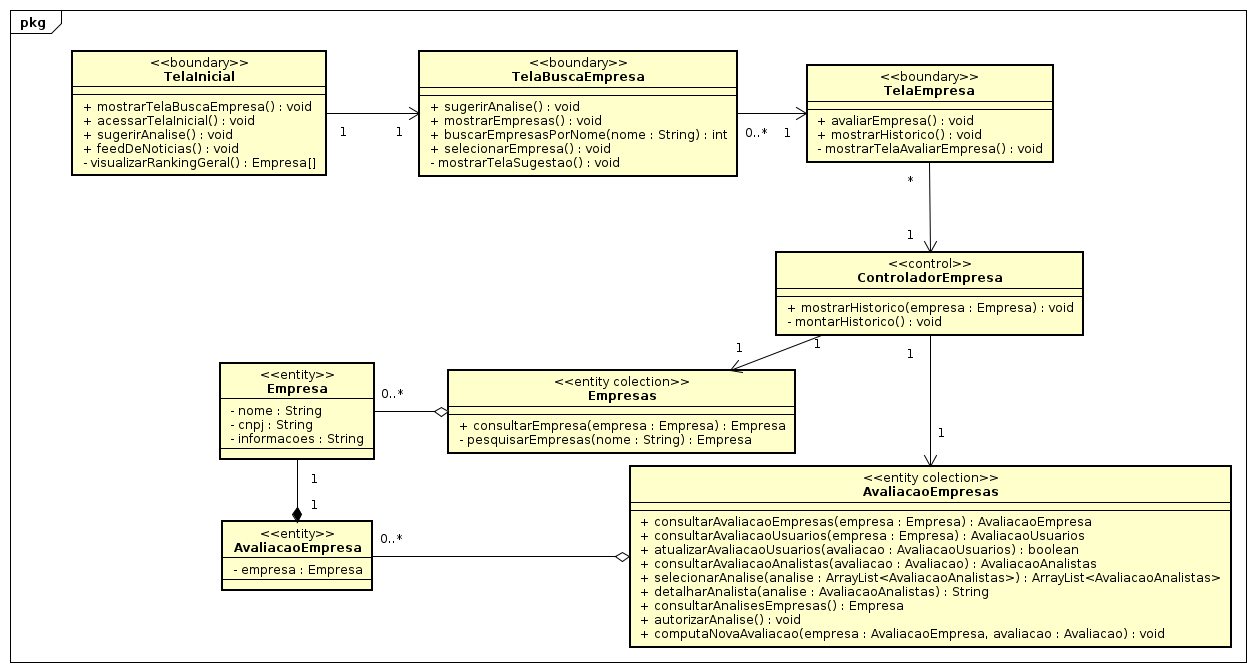 pkg
<<boundary>>
TelaInicial
+ mostrarTelaBuscaEmpresa() : void
+ acessarTelaInicial() : void
+ sugerirAnalise() : void
+ feedDeNoticias() : void
- visualizarRankingGeral() : Empresa[]
1
1
<<boundary>>
TelaBuscaEmpresa
+ sugerirAnalise() : void
+ mostrarEmpresas() : void
+ buscarEmpresasPorNome(nome : String) : int
+ selecionarEmpresa() : void
- mostrarTelaSugestao() : void
0..*
1
<<boundary>>
TelaEmpresa
+ avaliarEmpresa() : void
+ mostrarHistorico() : void
- mostrarTelaAvaliarEmpresa() : void
*
1
<<control>>
ControladorEmpresa
+ mostrarHistorico(empresa : Empresa) : void
- montarHistorico() : void
1
1
1
1
<<entity>>
Empresa
- nome : String
- cnpj : String
- informacoes : String
0..*
<<entity colection>>
Empresas
+ consultarEmpresa(empresa : Empresa) : Empresa
- pesquisarEmpresas(nome : String) : Empresa
1
1
<<entity>>
AvaliacaoEmpresa
- empresa : Empresa
0..*
<<entity colection>>
AvaliacaoEmpresas
+ consultarAvaliacaoEmpresas(empresa : Empresa) : AvaliacaoEmpresa
+ consultarAvaliacaoUsuarios(empresa : Empresa) : AvaliacaoUsuarios
+ atualizarAvaliacaoUsuarios(avaliacao : AvaliacaoUsuarios) : boolean
+ consultarAvaliacaoAnalistas(avaliacao : Avaliacao) : AvaliacaoAnalistas
+ selecionarAnalise(analise : ArrayList<AvaliacaoAnalistas>) : ArrayList<AvaliacaoAnalistas>
+ detalharAnalista(analise : AvaliacaoAnalistas) : String
+ consultarAnalisesEmpresas() : Empresa
+ autorizarAnalise() : void
+ computaNovaAvaliacao(empresa : AvaliacaoEmpresa, avaliacao : Avaliacao) : void